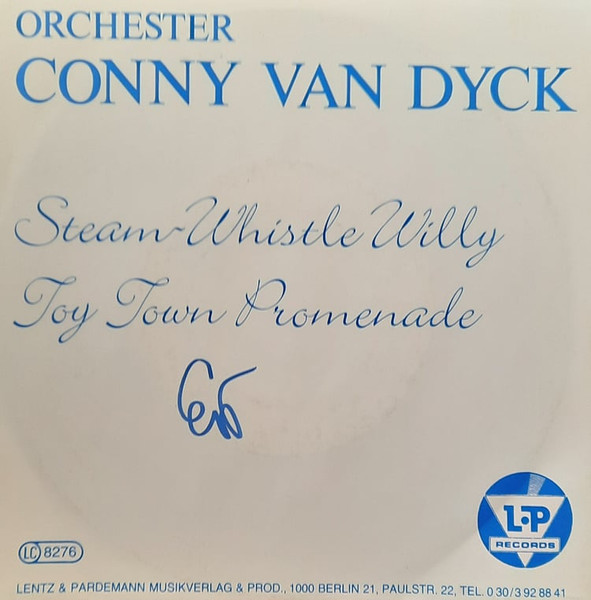 ORCHESTER
CONNY VAN DYCK
Steam-Whistle Willy
Toy Town Promenade
L·P
RECORDS
LC 8276
LENTZ & PARDEMANN MUSIKVERLAG & PROD., 1000 BERLIN 21, PAULSTR. 22, TEL. 0 30/3 92 88 41